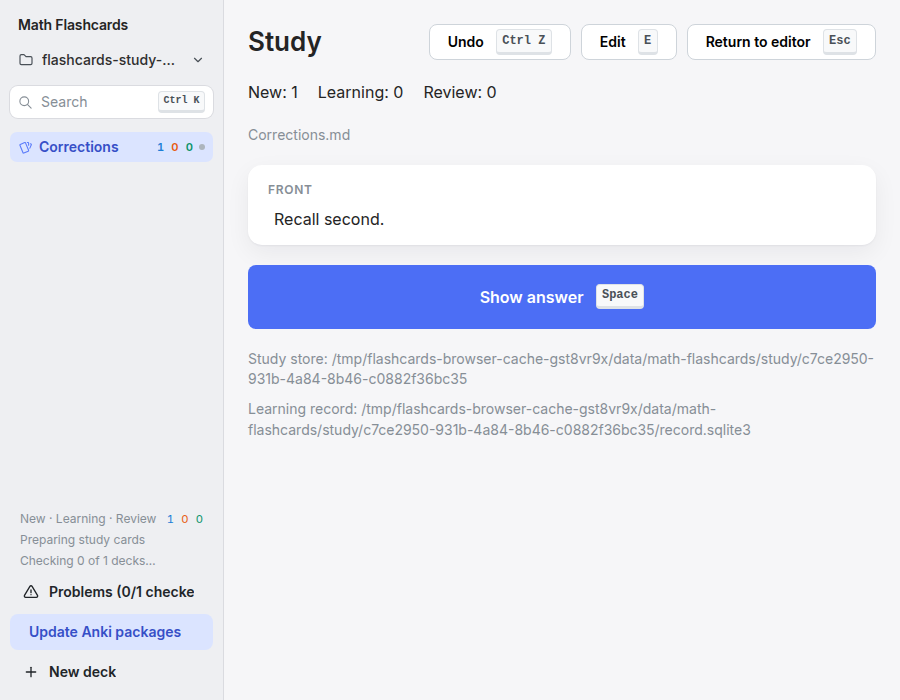 Math Flashcards
flashcards-study-...
Search Ctrl K
Corrections 1 0 0
New · Learning · Review 1 0 0
Preparing study cards
Checking 0 of 1 decks...
Problems (0/1 checke
Update Anki packages
New deck
Study
Undo Ctrl Z
Edit E
Return to editor Esc
New: 1 Learning: 0 Review: 0
Corrections.md
FRONT
Recall second.
Show answer Space
Study store: /tmp/flashcards-browser-cache-gst8vr9x/data/math-flashcards/study/c7ce2950-
931b-4a84-8b46-c0882f36bc35
Learning record: /tmp/flashcards-browser-cache-gst8vr9x/data/math-
flashcards/study/c7ce2950-931b-4a84-8b46-c0882f36bc35/record.sqlite3